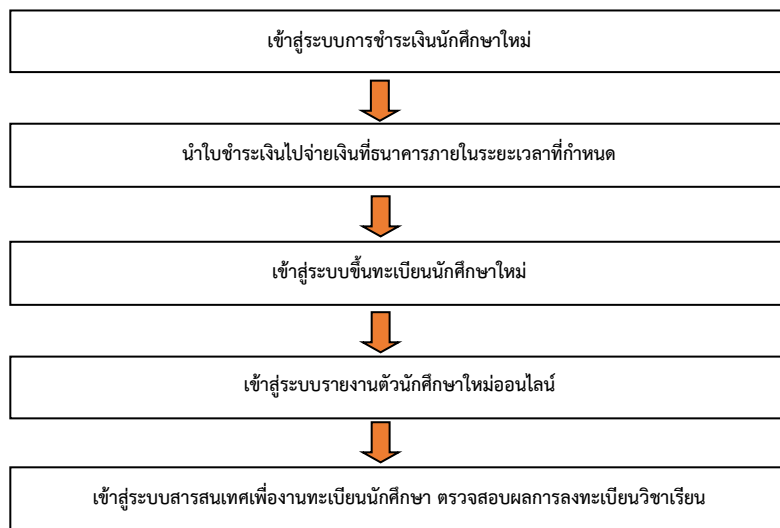 เข้าสู่ระบบการชำระเงินนักศึกษาใหม่
นำใบชำระเงินไปจ่ายเงินที่ธนาคารภายในระยะเวลาที่กำหนด
เข้าสู่ระบบขึ้นทะเบียนนักศึกษาใหม่
เข้าสู่ระบบรายงานตัวนักศึกษาใหม่ออนไลน์
เข้าสู่ระบบสารสนเทศเพื่องานทะเบียนนักศึกษา ตรวจสอบผลการลงทะเบียนวิชาเรียน